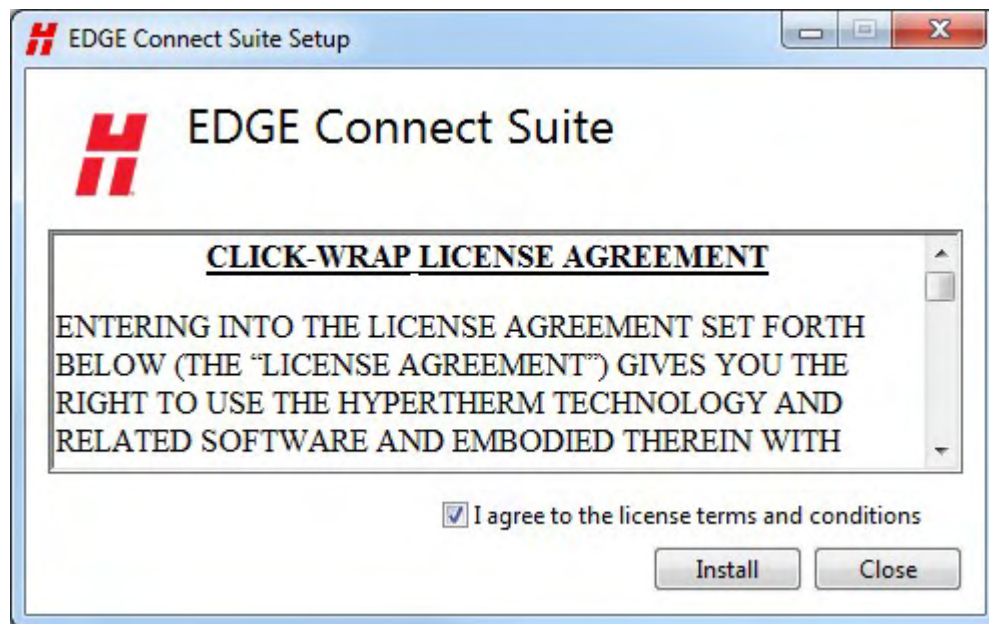 EDGE Connect Suite Setup
EDGE Connect Suite
CLICK-WRAP LICENSE AGREEMENT
ENTERING INTO THE LICENSE AGREEMENT SET FORTH
BELOW (THE “LICENSE AGREEMENT”) GIVES YOU THE
RIGHT TO USE THE HYPERTHERM TECHNOLOGY AND
RELATED SOFTWARE AND EMBODIED THEREIN WITH
I agree to the license terms and conditions
Install Close